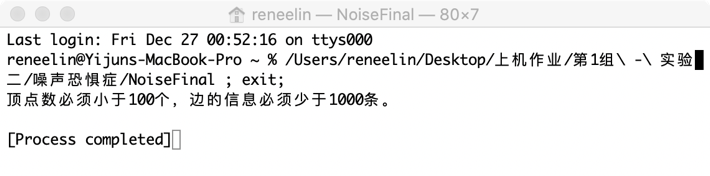 reneelin — NoiseFinal — 80×7
Last login: Fri Dec 27 00:52:16 on ttys000
reneelin@Yijuns-MacBook-Pro ~ % /Users/reneelin/Desktop/上机作业/第1组\ -\ 实验
二/噪声恐惧症/NoiseFinal ; exit;
顶点数必须小于100个，边的信息必须少于1000条。
[Process completed]